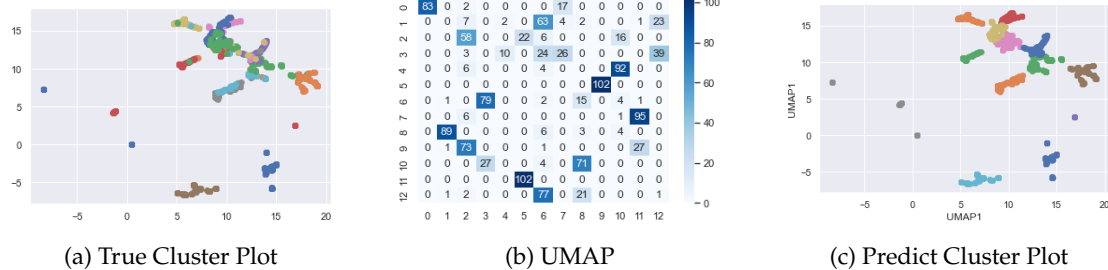 15
10
5
0
−5
−5 0 5 10 15 20
(a) True Cluster Plot
0 83 0 2 0 0 0 0 17 0 0 0 0 0
1 0 0 7 0 2 0 63 4 2 0 0 1 23
2 0 0 58 0 0 22 6 0 0 0 16 0 0
3 0 0 3 0 10 0 24 26 0 0 0 0 39
4 0 0 6 0 0 0 4 0 0 0 92 0 0
5 0 0 0 0 0 0 0 0 0 102 0 0 0
6 0 1 0 79 0 0 2 0 15 0 4 1 0
7 0 0 6 0 0 0 1 0 0 0 0 95 0
8 0 89 0 0 0 0 6 0 3 0 4 0 0
9 0 1 73 0 0 0 1 0 0 0 0 27 0
10 0 0 0 27 0 0 4 0 71 0 0 0 0
11 0 0 0 0 0 102 0 0 0 0 0 0 0
12 0 1 2 0 0 0 77 0 21 0 0 0 0
0 1 2 3 4 5 6 7 8 9 10 11 12
100
80
60
40
20
0
(b) UMAP
UMAP1
15
10
5
0
−5
−5 0 5 10 15 20
UMAP1
(c) Predict Cluster Plot